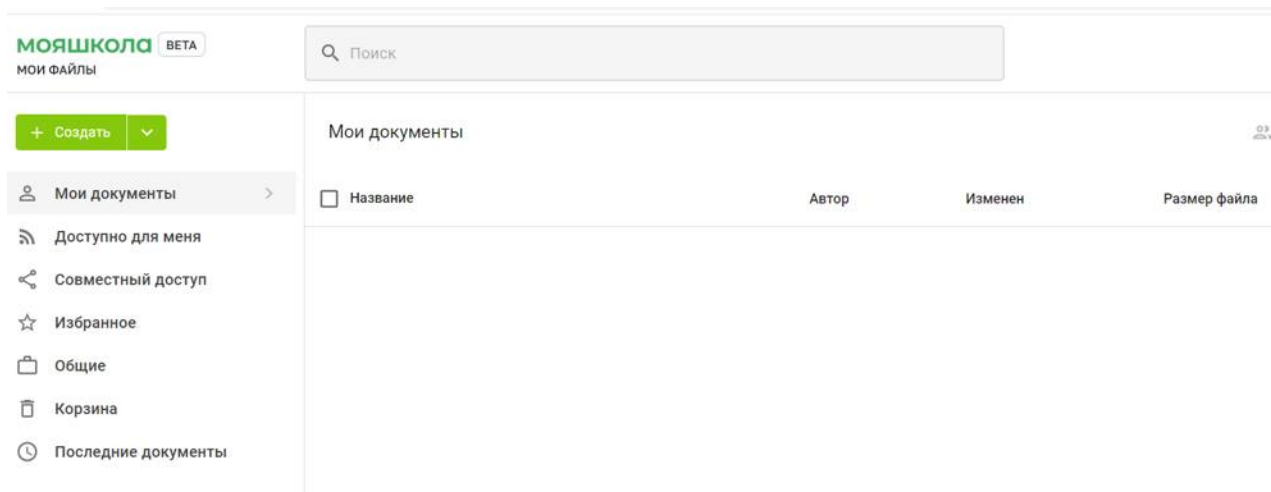 МОЯШКОЛА BETA
МОИ ФАЙЛЫ
Поиск
+ Создать
Мои документы
Доступно для меня
Совместный доступ
Избранное
Общие
Корзина
Последние документы
Мои документы
Название Автор Изменен Размер файла